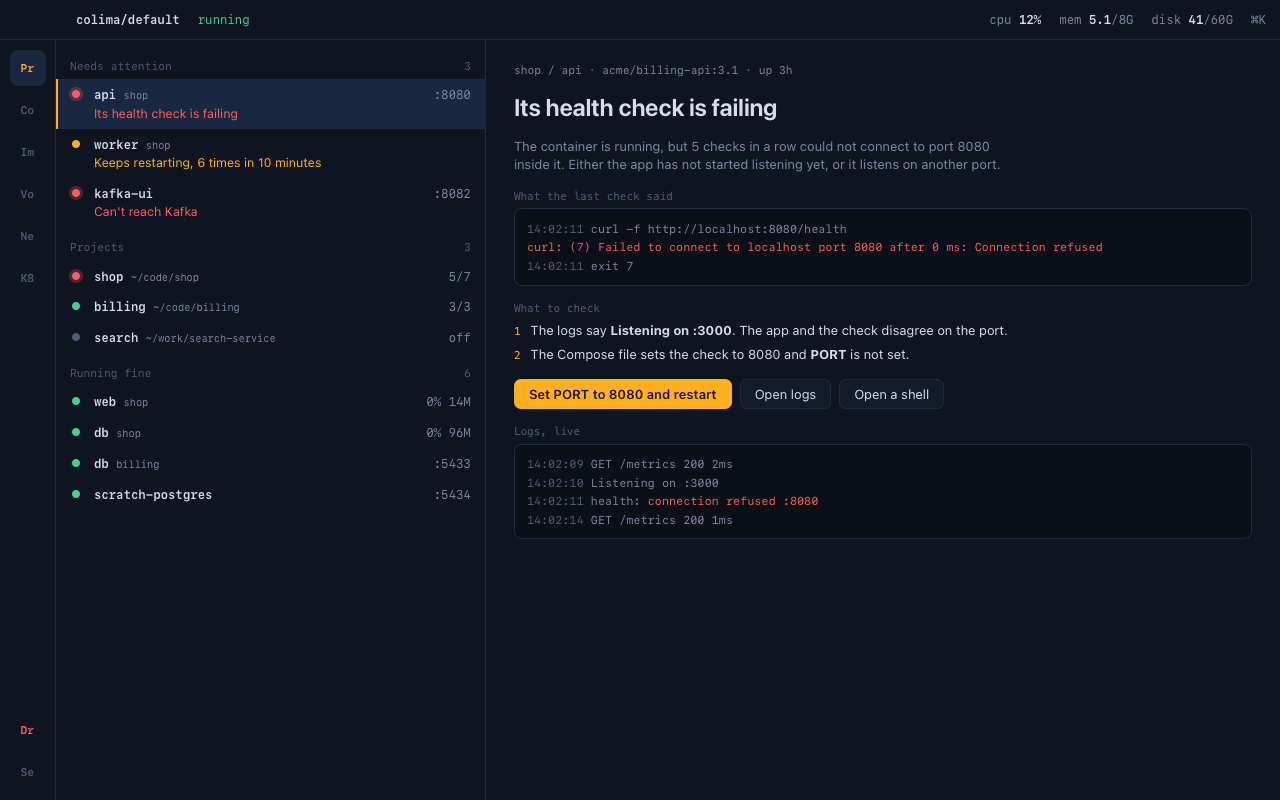 colima/default running
cpu 12% mem 5.1/8G disk 41/60G ⌘K
Pr
Co
Im
Vo
Ne
K8
Dr
Se
Needs attention 3
api shop :8080
Its health check is failing
worker shop
Keeps restarting, 6 times in 10 minutes
kafka-ui :8082
Can't reach Kafka
Projects 3
shop ~/code/shop 5/7
billing ~/code/billing 3/3
search ~/work/search-service off
Running fine 6
web shop 0% 14M
db shop 0% 96M
db billing :5433
scratch-postgres :5434
shop / api · acme/billing-api:3.1 · up 3h
Its health check is failing
The container is running, but 5 checks in a row could not connect to port 8080
inside it. Either the app has not started listening yet, or it listens on another port.
What the last check said
14:02:11 curl -f http://localhost:8080/health
curl: (7) Failed to connect to localhost port 8080 after 0 ms: Connection refused
14:02:11 exit 7
What to check
1 The logs say Listening on :3000. The app and the check disagree on the port.
2 The Compose file sets the check to 8080 and PORT is not set.
Set PORT to 8080 and restart Open logs Open a shell
Logs, live
14:02:09 GET /metrics 200 2ms
14:02:10 Listening on :3000
14:02:11 health: connection refused :8080
14:02:14 GET /metrics 200 1ms